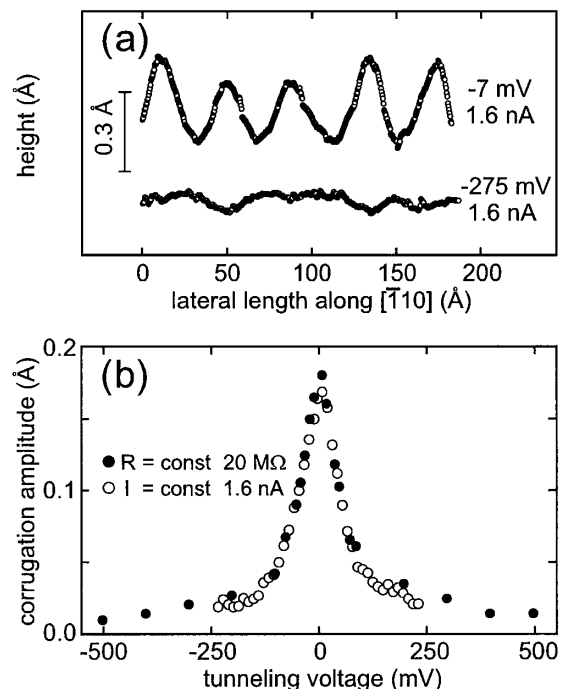 (a)
height (Å)
0.3 Å
-7 mV
1.6 nA
-275 mV
1.6 nA
0 50 100 150 200
lateral length along [1̅10] (Å)
(b)
corrugation amplitude (Å)
0.2
0.1
0.0
● R = const 20 MΩ
○ I = const 1.6 nA
-500 -250 0 250 500
tunneling voltage (mV)